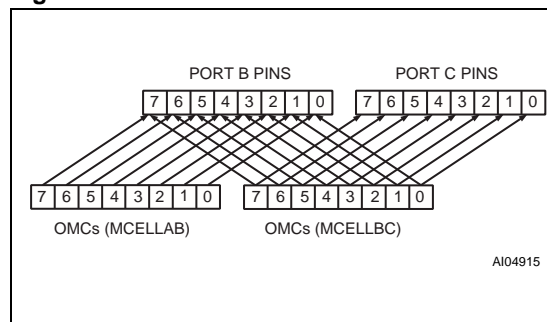 PORT B PINS PORT C PINS
7 6 5 4 3 2 1 0 7 6 5 4 3 2 1 0
7 6 5 4 3 2 1 0 7 6 5 4 3 2 1 0
OMCs (MCELLAB) OMCs (MCELLBC)
AI04915